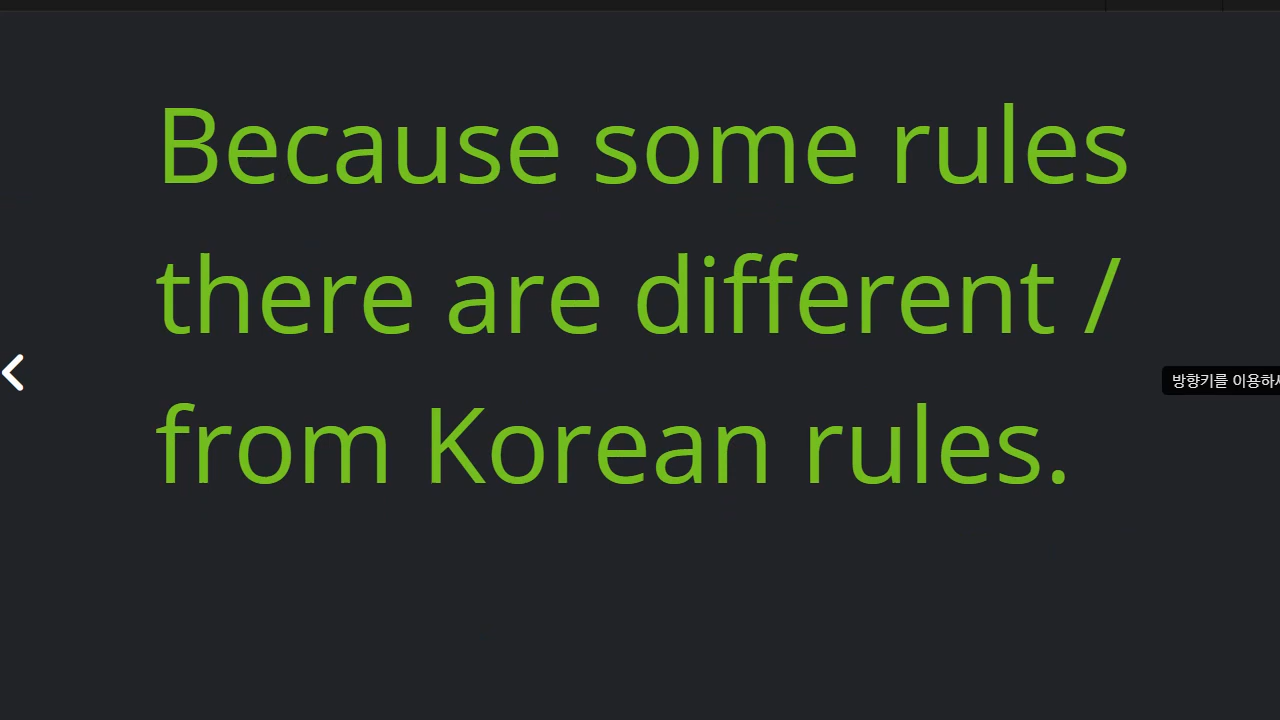 Because some rules
there are different /
방향키를 이용하
from Korean rules.